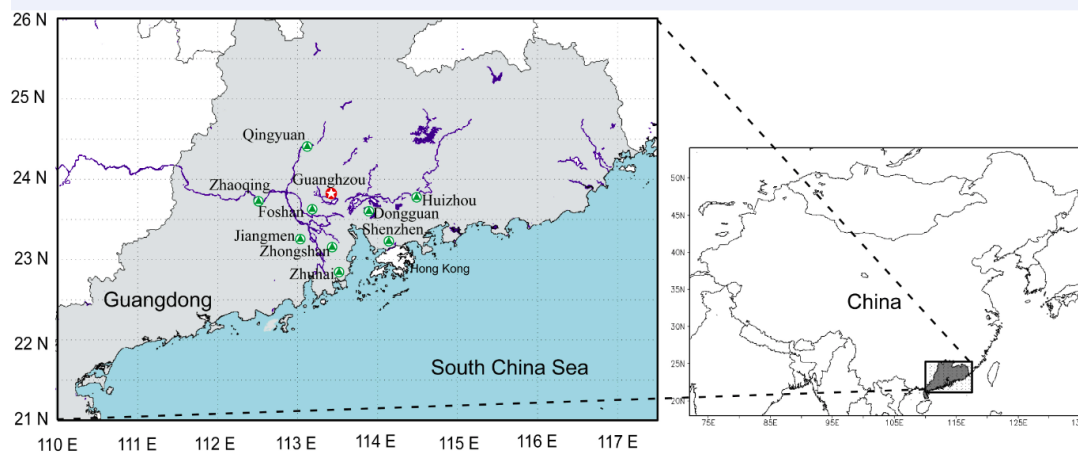 26 N
25 N
24 N
23 N
22 N
21 N
110 E 111 E 112 E 113 E 114 E 115 E 116 E 117 E
Qingyuan
Zhaoqing
Guanghzou
Foshan
Huizhou
Dongguan
Jiangmen
Shenzhen
Zhongshan
Zhuhai
Hong Kong
Guangdong
South China Sea
50N
45N
40N
35N
30N
25N
20N
75E 85E 95E 105E 115E 125E
China